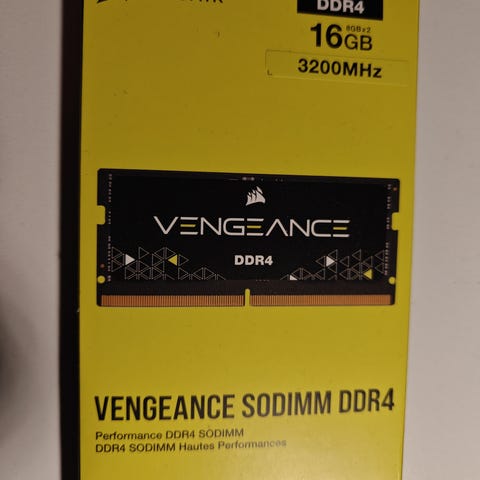 DDR4
8GBx2
16GB
3200MHz
VENGEANCE
DDR4
VENGEANCE SODIMM DDR4
Performance DDR4 SODIMM
DDR4 SODIMM Hautes Performances